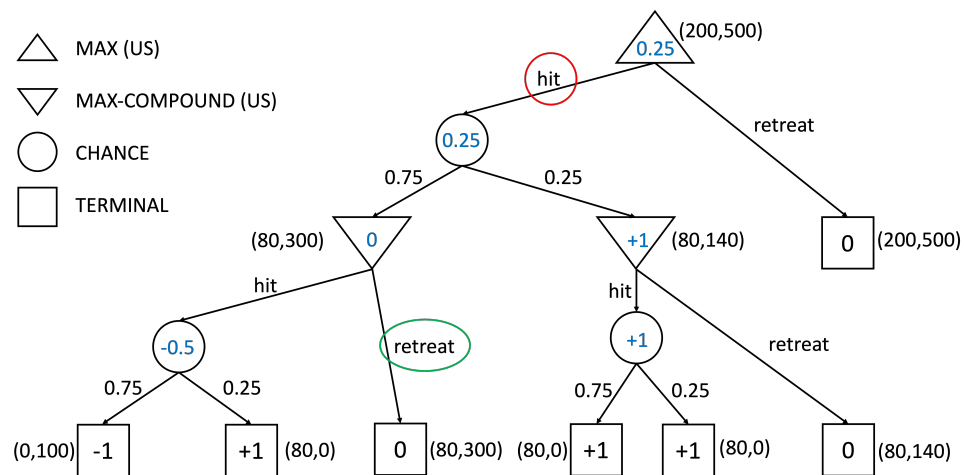 MAX (US)
MAX-COMPOUND (US)
CHANCE
TERMINAL
0.25
(200,500)
hit
retreat
0.25
0.75
0.25
(80,300)
0
+1
(80,140)
0
(200,500)
hit
hit
retreat
-0.5
retreat
+1
0.75
0.25
0.75
0.25
(0,100)
-1
+1
(80,0)
0
(80,300)
(80,0)
+1
+1
(80,0)
0
(80,140)